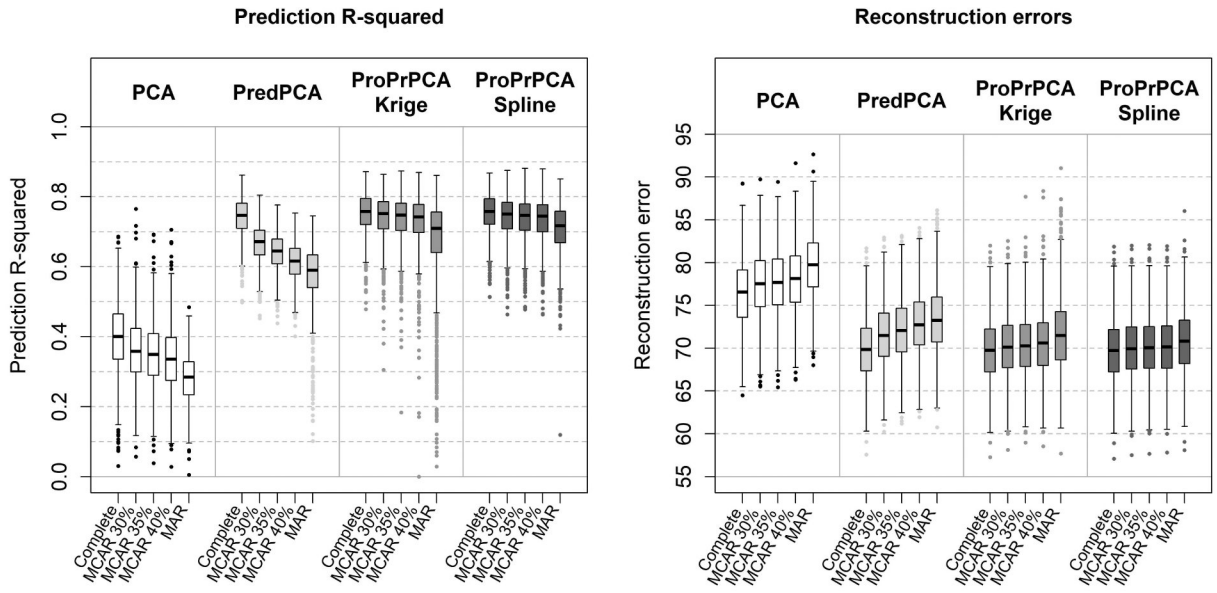 Prediction R-squared
PCA
PredPCA
ProPrPCA
Krige
ProPrPCA
Spline
Prediction R-squared
1.0
0.8
0.6
0.4
0.2
0.0
Complete
MCAR 30%
MCAR 35%
MCAR 40%
MAR
Complete
MCAR 30%
MCAR 35%
MCAR 40%
MAR
Complete
MCAR 30%
MCAR 35%
MCAR 40%
MAR
Complete
MCAR 30%
MCAR 35%
MCAR 40%
MAR
Reconstruction errors
PCA
PredPCA
ProPrPCA
Krige
ProPrPCA
Spline
Reconstruction error
95
90
85
80
75
70
65
60
55
Complete
MCAR 30%
MCAR 35%
MCAR 40%
MAR
Complete
MCAR 30%
MCAR 35%
MCAR 40%
MAR
Complete
MCAR 30%
MCAR 35%
MCAR 40%
MAR
Complete
MCAR 30%
MCAR 35%
MCAR 40%
MAR